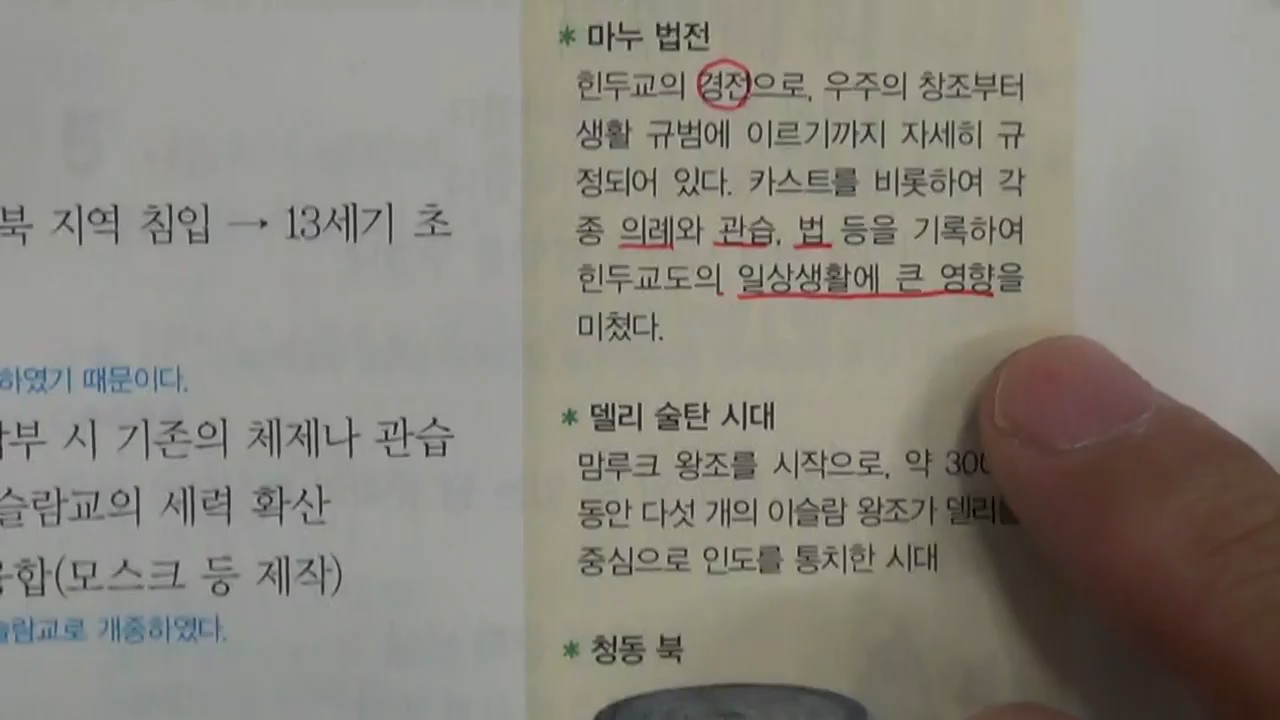 북 지역 침입 → 13세기 초
하였기 때문이다.
시 기존의 체제나 관습
슬람교의 세력 확산
융합(모스크 등 제작)
슬람교로 개종하였다.
* 마누 법전
힌두교의 경전으로, 우주의 창조부터
생활 규범에 이르기까지 자세히 규
정되어 있다. 카스트를 비롯하여 각
종 의례와 관습, 법 등을 기록하여
힌두교도의 일상생활에 큰 영향을
미쳤다.
* 델리 술탄 시대
맘루크 왕조를 시작으로, 약
동안 다섯 개의 이슬람 왕조가 델리를
중심으로 인도를 통치한 시대
* 청동 북